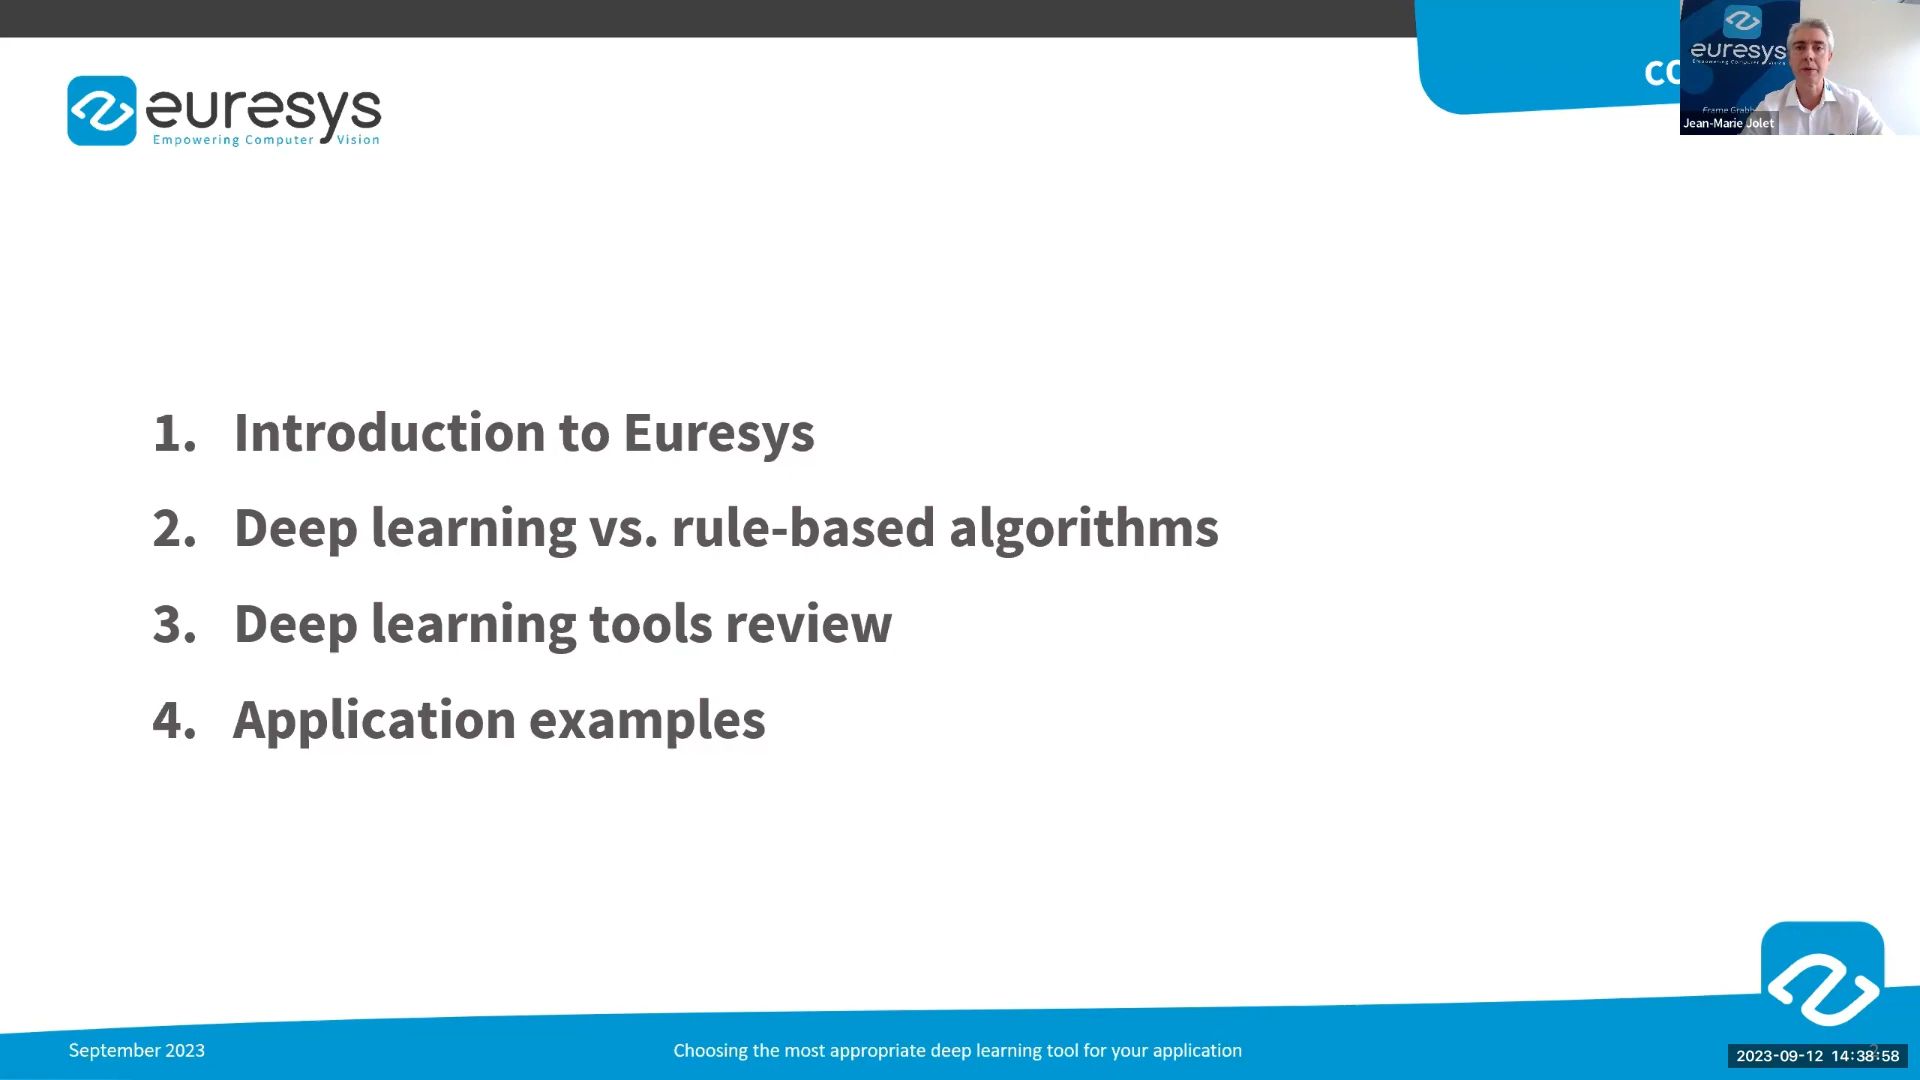 euresys
Empowering Computer Vision
euresys
Jean-Marie Jolet
1. Introduction to Euresys
2. Deep learning vs. rule-based algorithms
3. Deep learning tools review
4. Application examples
September 2023
Choosing the most appropriate deep learning tool for your application
2023-09-12 14:38:58